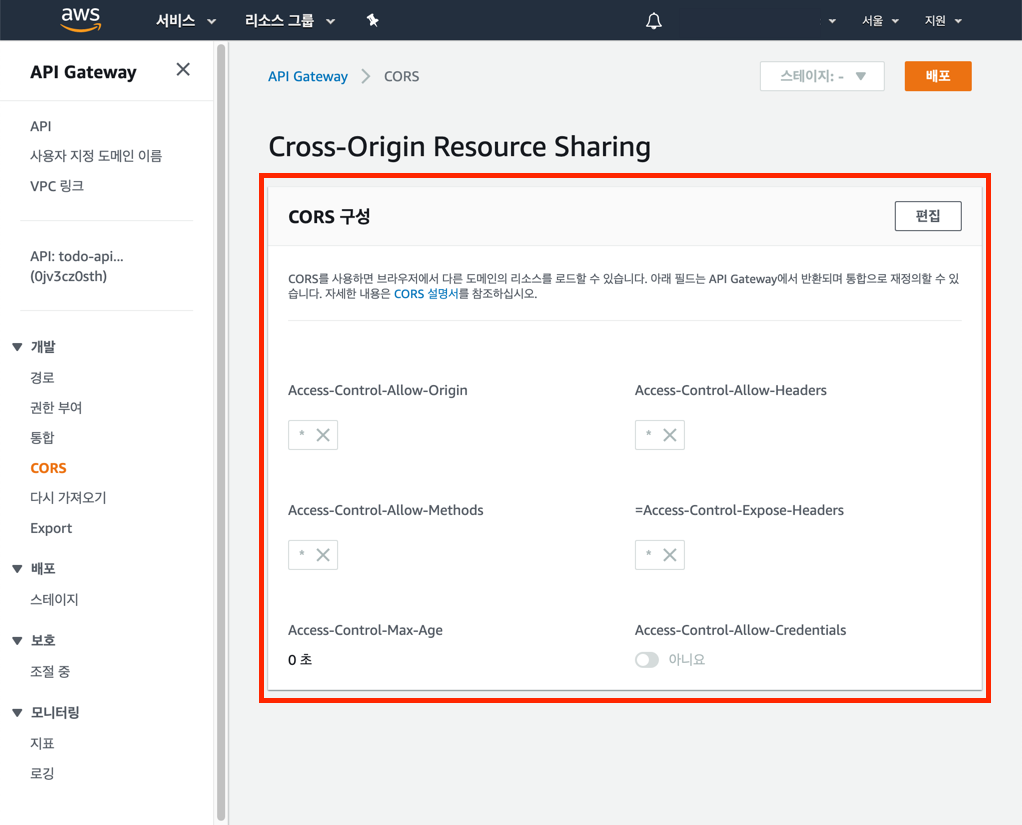 aws 서비스 리소스 그룹 서울 지원
API Gateway
API
사용자 지정 도메인 이름
VPC 링크
API: todo-api...
(0jv3cz0sth)
개발
경로
권한 부여
통합
CORS
다시 가져오기
Export
배포
스테이지
보호
조절 중
모니터링
지표
로깅
API Gateway CORS
스테이지: -
배포
Cross-Origin Resource Sharing
CORS 구성
편집
CORS를 사용하면 브라우저에서 다른 도메인의 리소스를 로드할 수 있습니다. 아래 필드는 API Gateway에서 반환되며 통합으로 재정의할 수 있
습니다. 자세한 내용은 CORS 설명서를 참조하십시오.
Access-Control-Allow-Origin
*
Access-Control-Allow-Headers
*
Access-Control-Allow-Methods
*
=Access-Control-Expose-Headers
*
Access-Control-Max-Age
0 초
Access-Control-Allow-Credentials
아니요